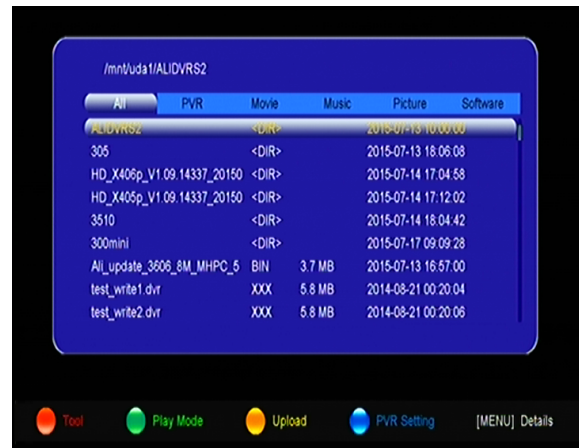 /mnt/uda1/ALIDVRS2
All PVR Movie Music Picture Software
ALIDVRS2 <DIR> 2015-07-13 10:00:00
305 <DIR> 2015-07-13 18:06:08
HD_X406p_V1.09.14337_20150 <DIR> 2015-07-14 17:04:58
HD_X405p_V1.09.14337_20150 <DIR> 2015-07-14 17:12:02
3510 <DIR> 2015-07-14 18:04:42
300mini <DIR> 2015-07-17 09:09:28
Ali_update_3606_8M_MHPC_5 BIN 3.7 MB 2015-07-13 16:57:00
test_write1.dvr XXX 5.8 MB 2014-08-21 00:20:04
test_write2.dvr XXX 5.8 MB 2014-08-21 00:20:06
Tool Play Mode Upload PVR Setting [MENU] Details